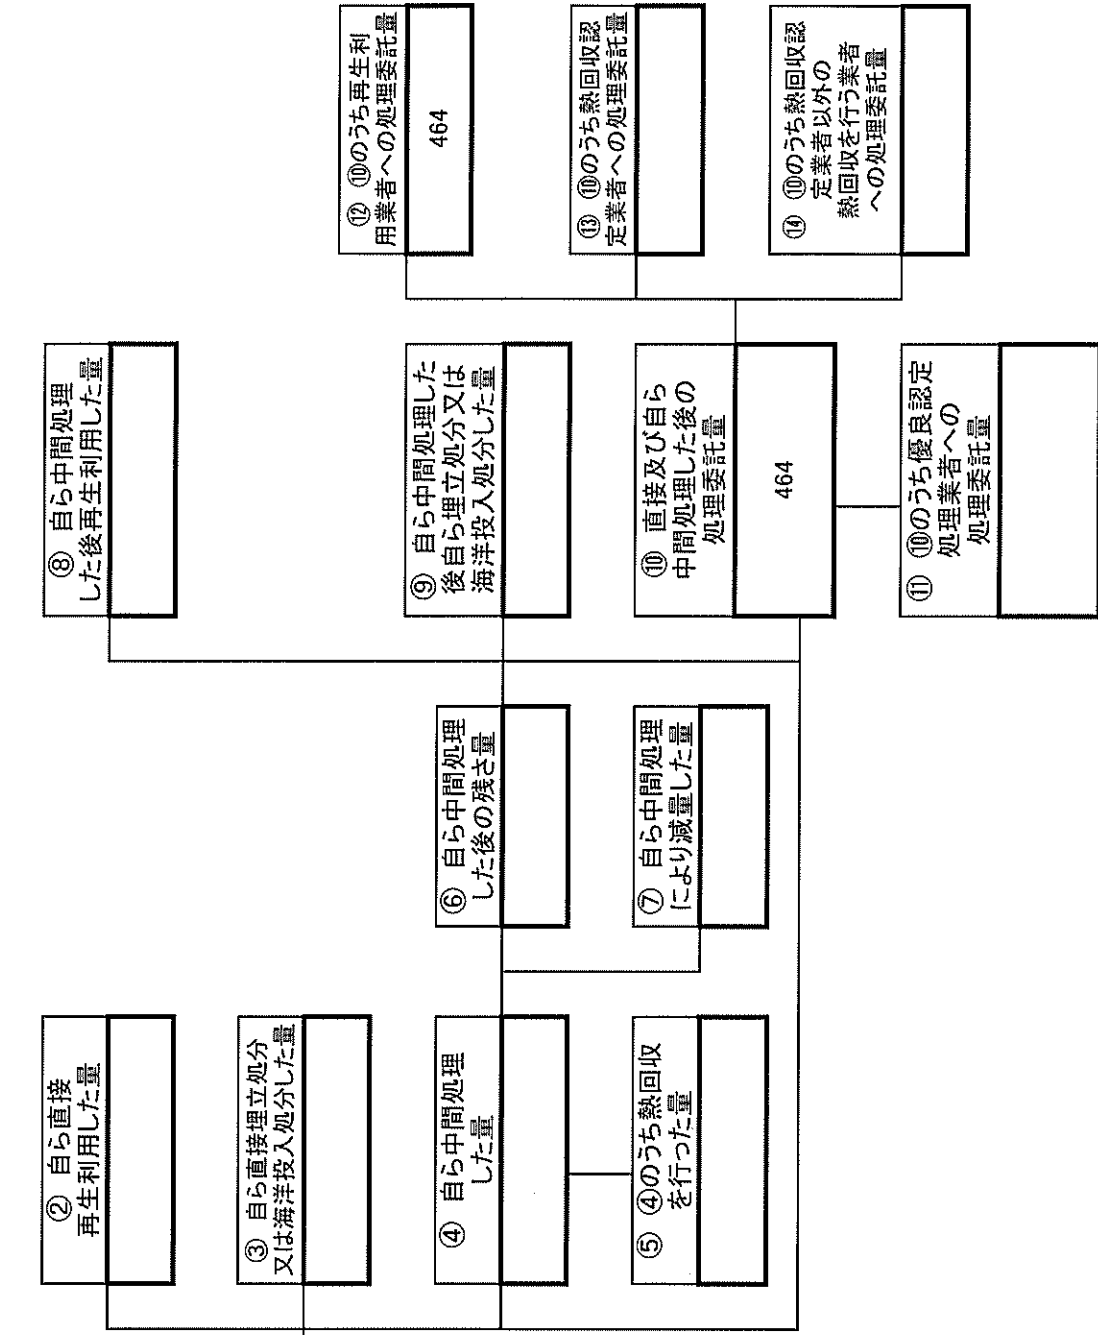 ② 自ら直接
再生利用した量
③ 自ら直接埋立処分
又は海洋投入処分した量
④ 自ら中間処理
した量
⑤ ④のうち熱回収
を行った量
⑥ 自ら中間処理
した後の残さ量
⑦ 自ら中間処理
により減量した量
⑧ 自ら中間処理
した後再生利用した量
⑨ 自ら中間処理した
後自ら埋立処分又は
海洋投入処分した量
⑩ 直接及び自ら
中間処理した後の
処理委託量
464
⑪ ⑩のうち優良認定
処理業者への
処理委託量
⑫ ⑩のうち再生利
用業者への処理委託量
464
⑬ ⑩のうち熱回収認
定業者への処理委託量
⑭ ⑩のうち熱回収認
定業者以外の
熱回収を行う業者
への処理委託量